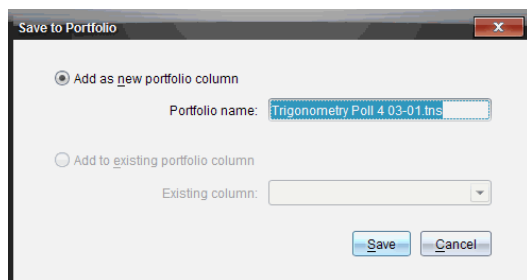 Save to Portfolio
Add as new portfolio column
Portfolio name: Trigonometry Poll 4 03-01.tns
Add to existing portfolio column
Existing column:
Save Cancel